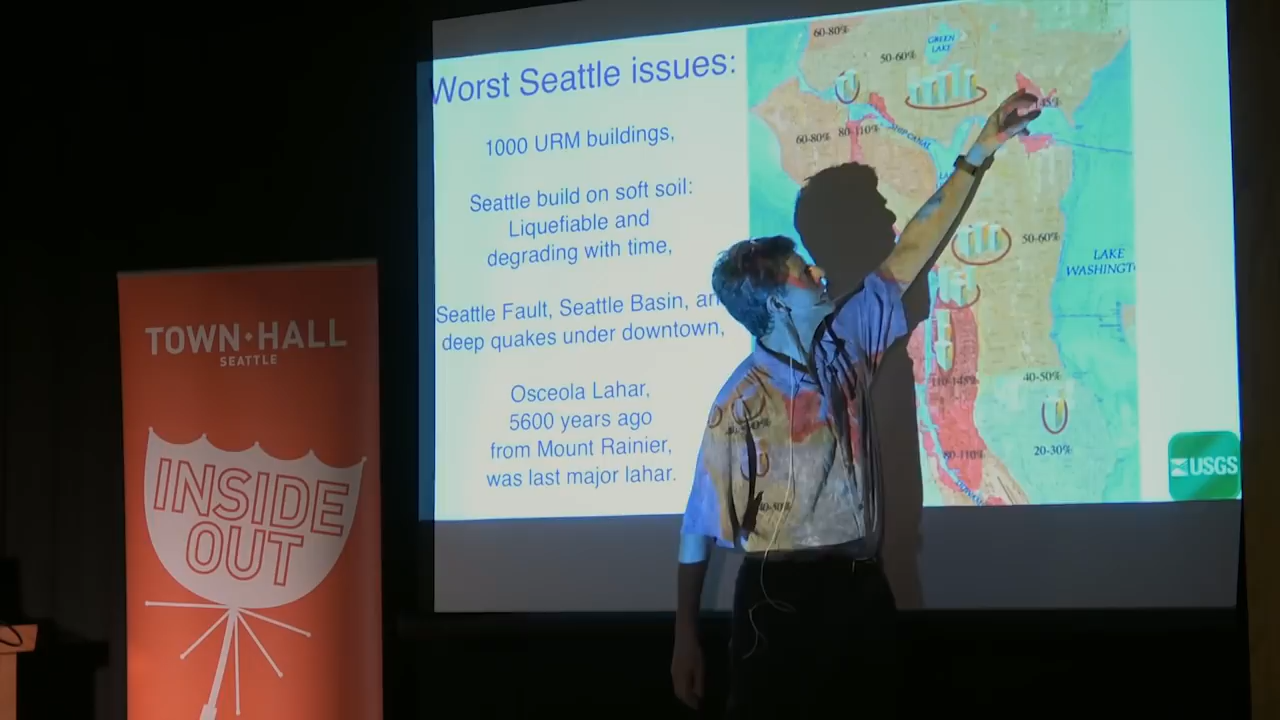 Worst Seattle issues:
1000 URM buildings,
Seattle build on soft soil:
Liquefiable and
degrading with time,
Seattle Fault, Seattle Basin, an
deep quakes under downtown,
Osceola Lahar,
5600 years ago
from Mount Rainier,
was last major lahar.
60-80%
GREEN
LAKE
50-60%
60-80%
80-110%
SHIP CANAL
50-60%
LAKE
WASHINGT
110-145%
40-50%
80-110%
20-30%
USGS
TOWN HALL
SEATTLE
INSIDE
OUT